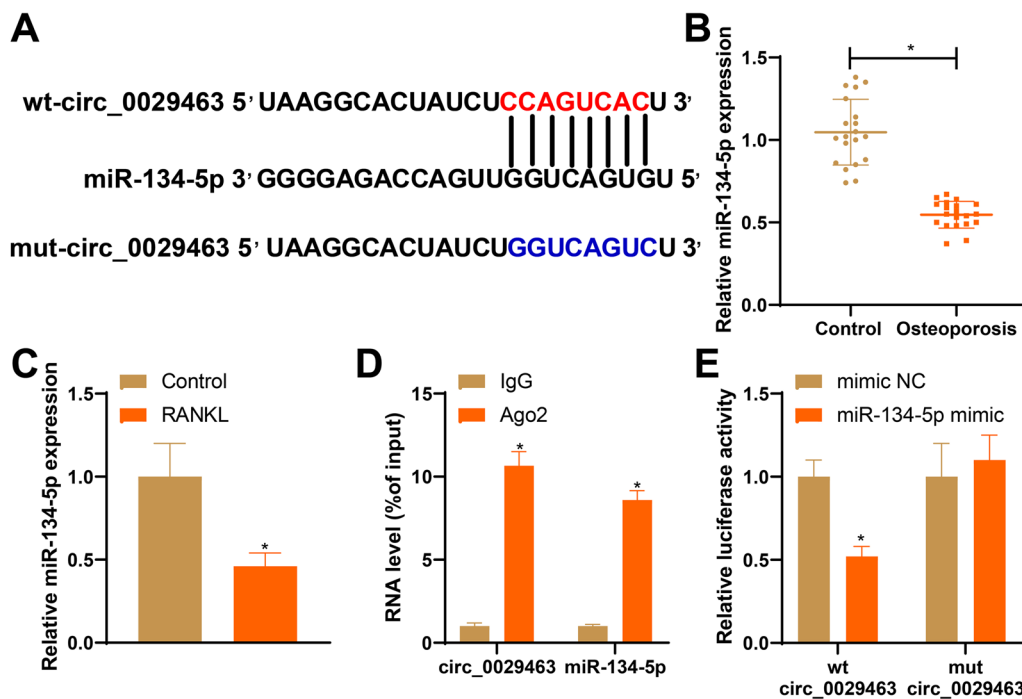 A
wt-circ_0029463 5’ UAAGGCACUAUCUCCAGUCACU 3’
miR-134-5p 3’ GGGGAGACCAGUUGGUCAGUGU 5’
mut-circ_0029463 5’ UAAGGCACUAUCUGGUCAGUCU 3’
B
Relative miR-134-5p expression
1.5
1.0
0.5
0.0
*
Control
Osteoporosis
C
Relative miR-134-5p expression
1.5
1.0
0.5
0.0
Control
RANKL
*
D
RNA level (%of input)
15
10
5
0
IgG
Ago2
*
*
circ_0029463
miR-134-5p
E
Relative luciferase activity
1.5
1.0
0.5
0.0
mimic NC
miR-134-5p mimic
*
wt
circ_0029463
mut
circ_0029463